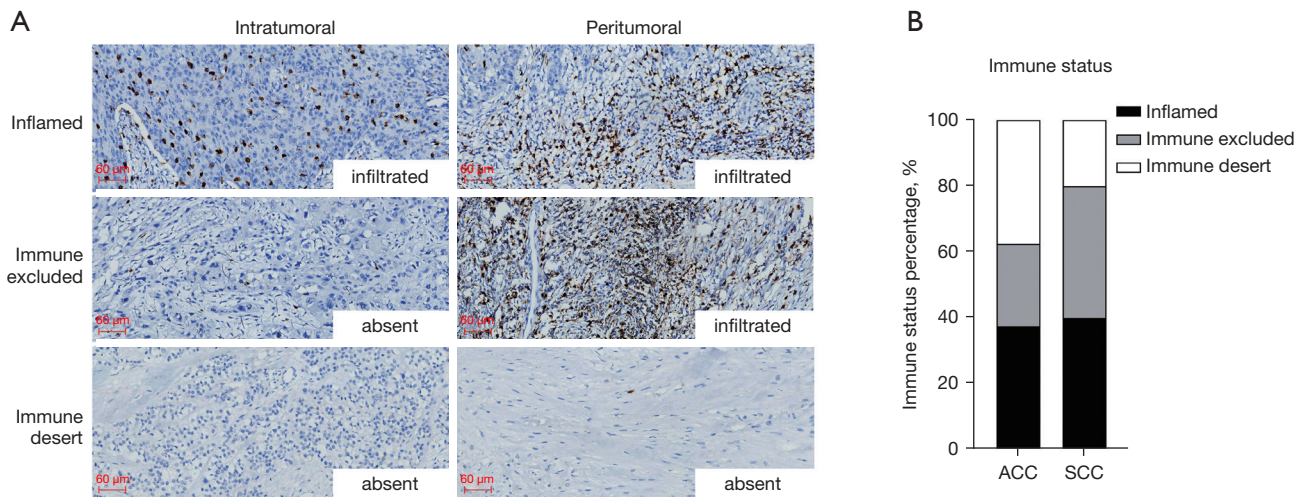 A
Intratumoral
Peritumoral
Inflamed
60 μm
infiltrated
60 μm
infiltrated
Immune
excluded
60 μm
absent
60 μm
infiltrated
Immune
desert
60 μm
absent
60 μm
absent
B
Immune status
Inflamed
Immune excluded
Immune desert
Immune status percentage, %
100
80
60
40
20
0
ACC
SCC